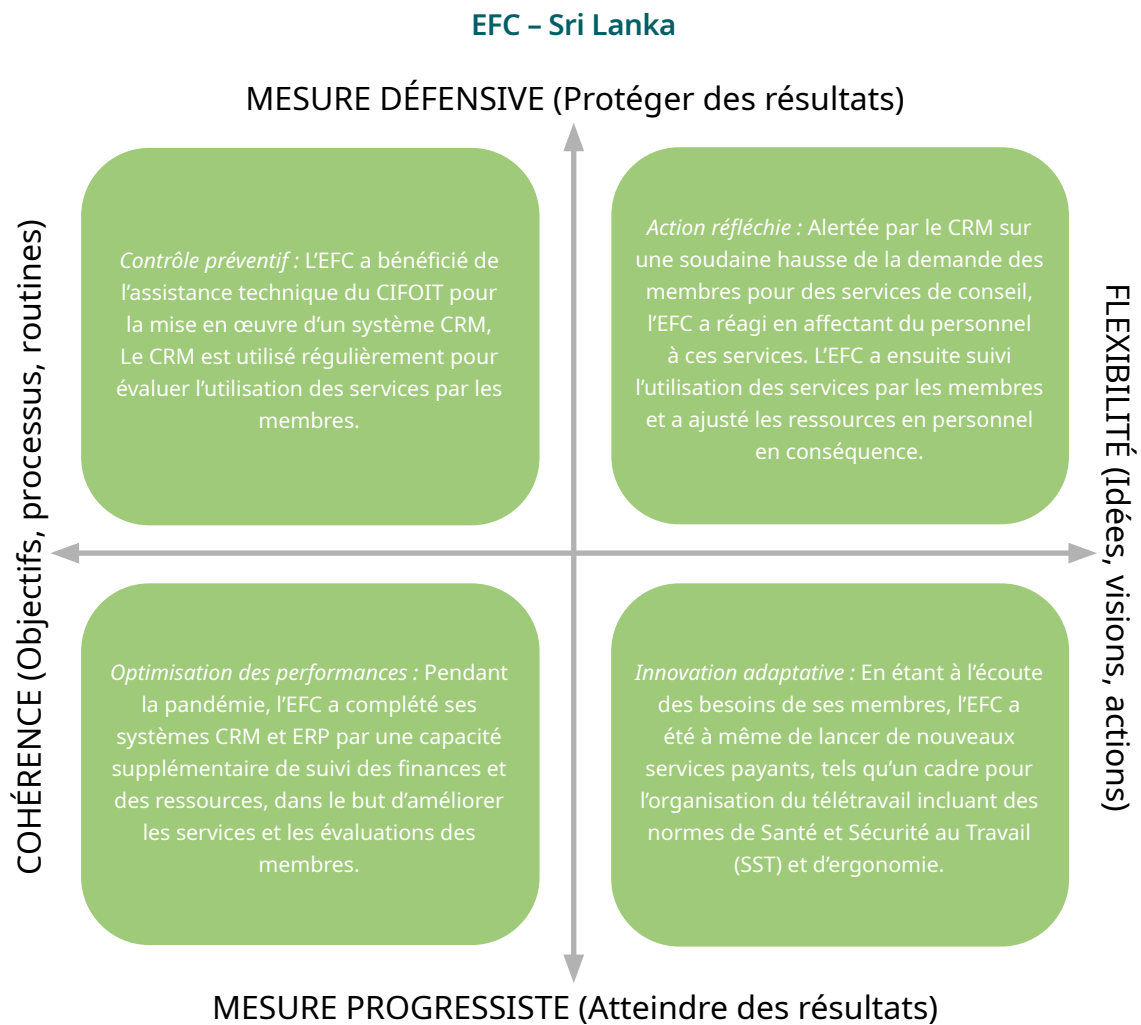 EFC – Sri Lanka
MESURE DÉFENSIVE (Protéger des résultats)
COHÉRENCE (Objectifs, processus, routines)
Contrôle préventif : L’EFC a bénéficié de
l’assistance technique du CIFOIT pour
la mise en œuvre d’un système CRM,
Le CRM est utilisé régulièrement pour
évaluer l’utilisation des services par les
membres.
Action réfléchie : Alertée par le CRM sur
une soudaine hausse de la demande des
membres pour des services de conseil,
l’EFC a réagi en affectant du personnel
à ces services. L’EFC a ensuite suivi
l’utilisation des services par les membres
et a ajusté les ressources en personnel
en conséquence.
FLEXIBILITÉ (Idées, visions, actions)
Optimisation des performances : Pendant
la pandémie, l’EFC a complété ses
systèmes CRM et ERP par une capacité
supplémentaire de suivi des finances et
des ressources, dans le but d’améliorer
les services et les évaluations des
membres.
Innovation adaptative : En étant à l’écoute
des besoins de ses membres, l’EFC a
été à même de lancer de nouveaux
services payants, tels qu’un cadre pour
l’organisation du télétravail incluant des
normes de Santé et Sécurité au Travail
(SST) et d’ergonomie.
MESURE PROGRESSISTE (Atteindre des résultats)